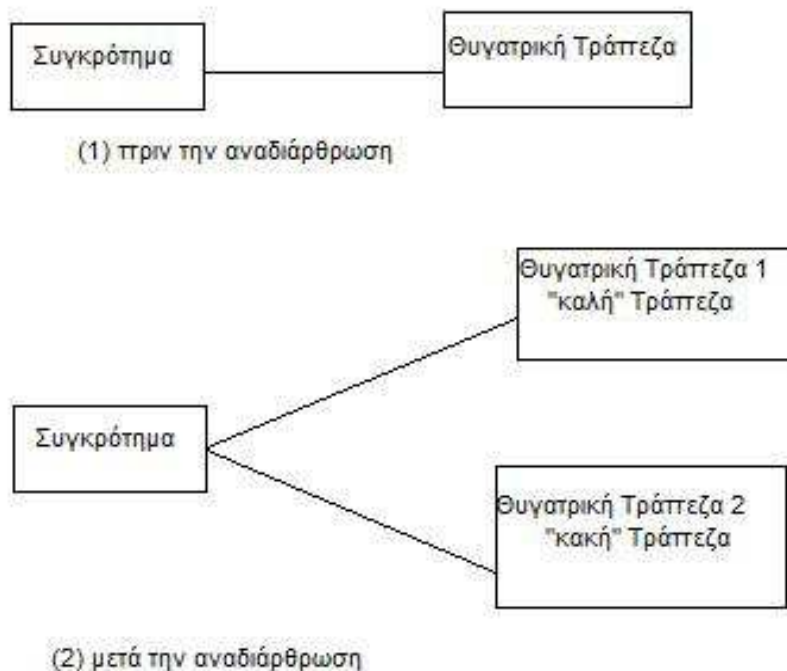 Συγκρότημα
Θυγατρική Τράπεζα
(1) πριν την αναδιάρθρωση
Θυγατρική Τράπεζα 1
"καλή" Τράπεζα
Συγκρότημα
Θυγατρική Τράπεζα 2
"κακή" Τράπεζα
(2) μετά την αναδιάρθρωση